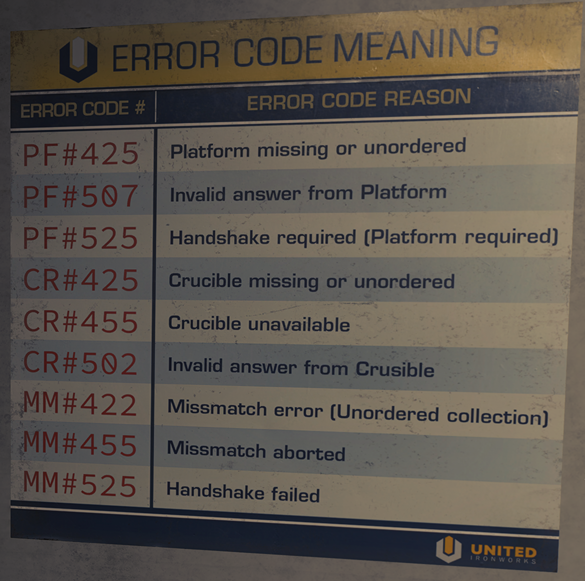 ERROR CODE MEANING
ERROR CODE # ERROR CODE REASON
PF#425 Platform missing or unordered
PF#507 Invalid answer from Platform
PF#525 Handshake required (Platform required)
CR#425 Crucible missing or unordered
CR#455 Crucible unavailable
CR#502 Invalid answer from Crusible
MM#422 Missmatch error (Unordered collection)
MM#455 Missmatch aborted
MM#525 Handshake failed
UNITED
IRONWORKS